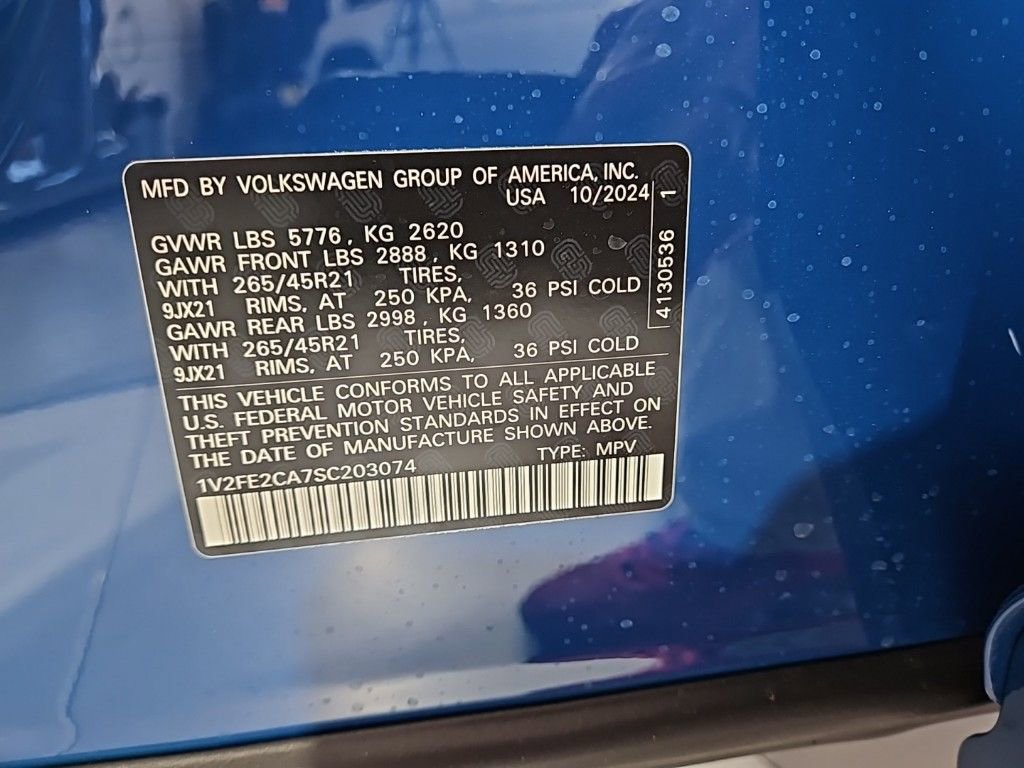 MFD BY VOLKSWAGEN GROUP OF AMERICA, INC.
USA 10/2024
GVWR LBS 5776, KG 2620
GAWR FRONT LBS 2888, KG 1310
WITH 265/45R21 TIRES,
9JX21 RIMS, AT 250 KPA, 36 PSI COLD
GAWR REAR LBS 2998, KG 1360
WITH 265/45R21 TIRES,
9JX21 RIMS, AT 250 KPA, 36 PSI COLD
THIS VEHICLE CONFORMS TO ALL APPLICABLE
U.S. FEDERAL MOTOR VEHICLE SAFETY AND
THEFT PREVENTION STANDARDS IN EFFECT ON
THE DATE OF MANUFACTURE SHOWN ABOVE.
1V2FE2CA7SC203074 TYPE: MPV
4130536 1